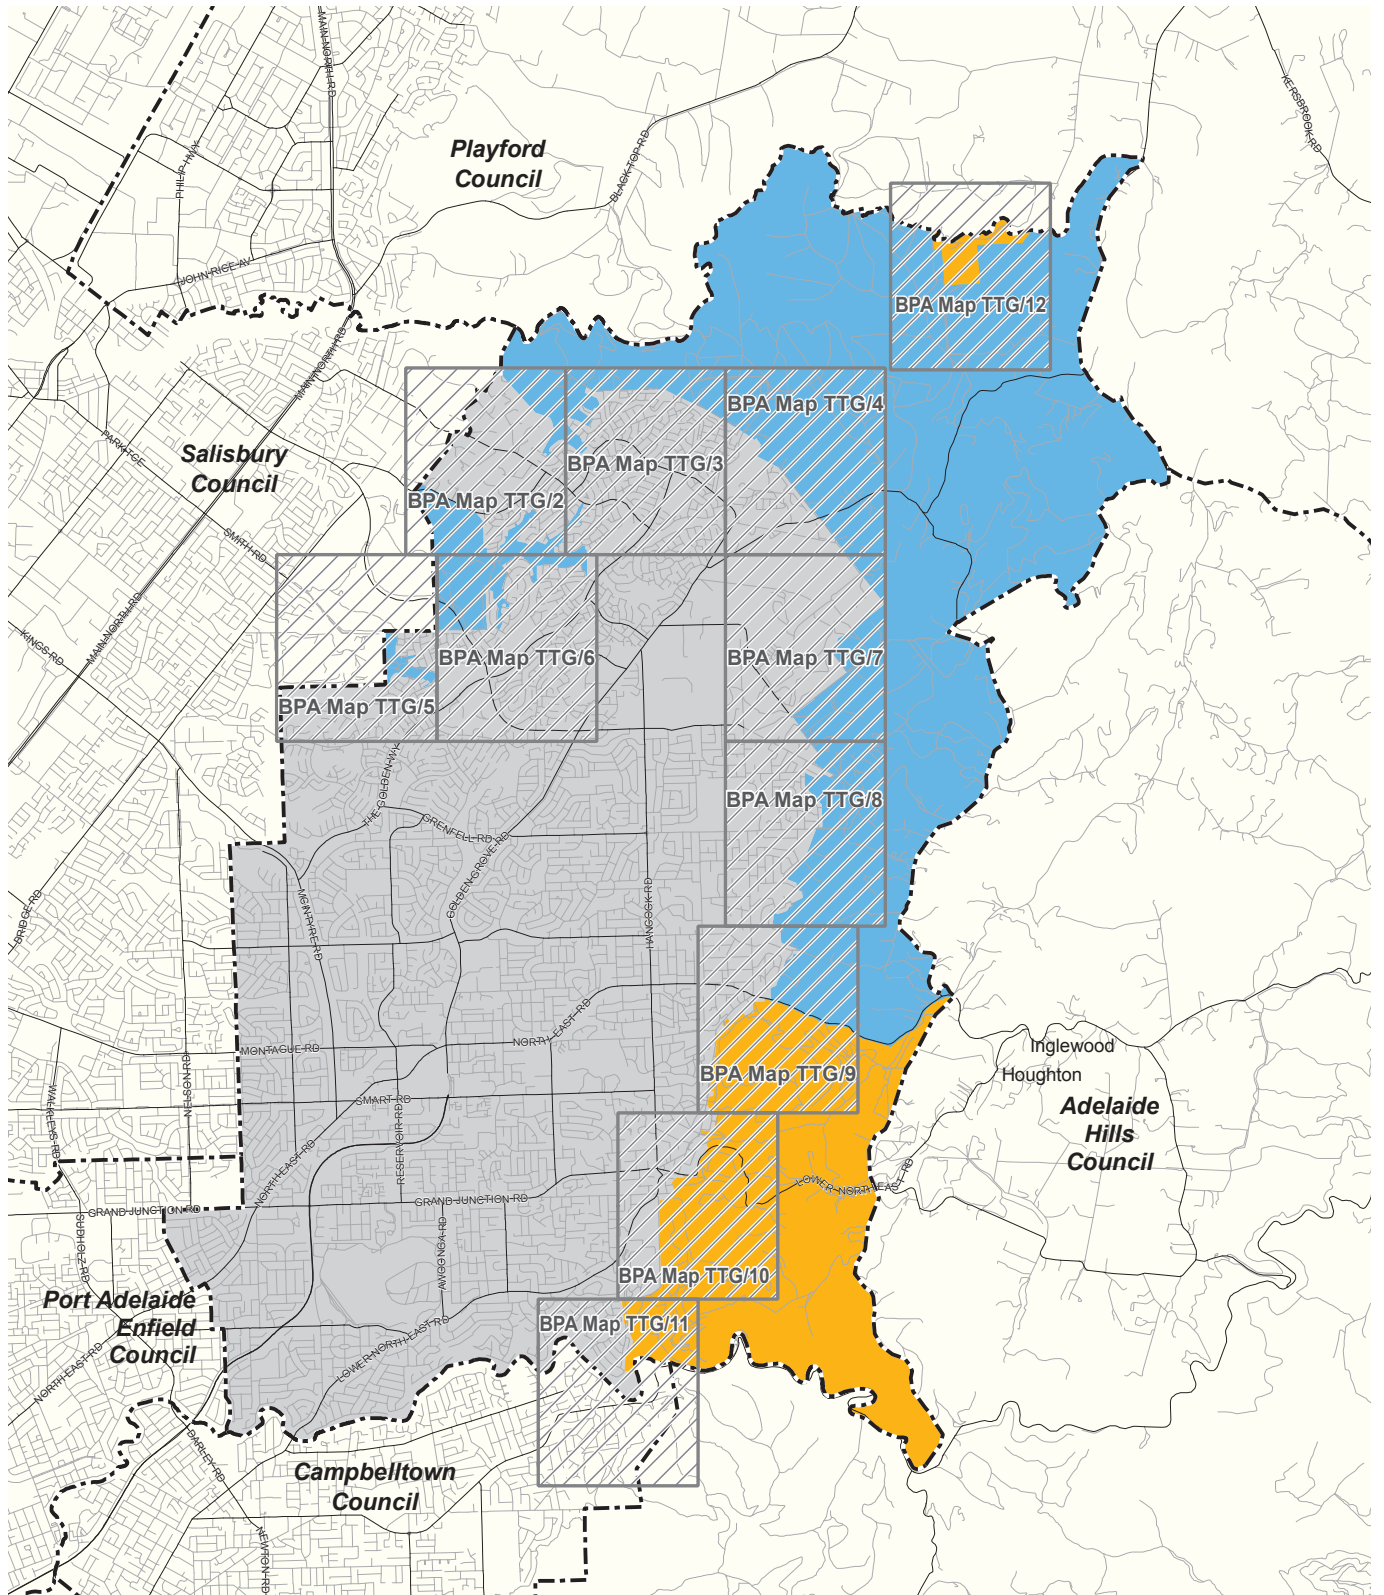 MAIN NORTH RD
KERSBROOK RD
BLACK TOP RD
Playford
Council
PHILIP HWY
JOHN RICE AV
BPA Map TTG/12
MAIN NORTH RD
BPA Map TTG/4
PARK TCE
Salisbury
Council
BPA Map TTG/3
BPA Map TTG/2
SMITH RD
MAIN NORTH RD
KINGS RD
BPA Map TTG/6
BPA Map TTG/7
BPA Map TTG/5
THE GOLDEN WY
BPA Map TTG/8
GRENFELL RD
GOLDEN GROVE RD
BRIDGE RD
MCINTYRE RD
HANCOCK RD
NORTH EAST RD
MONTAGUE RD
Inglewood
Houghton
BPA Map TTG/9
NELSON RD
WALKLEYS RD
SMART RD
Adelaide
Hills
Council
RESERVOIR RD
NORTH EAST RD
LOWER NORTH EAST RD
GRAND JUNCTION RD
GRAND JUNCTION RD
SUDHOLZ RD
AWOONGA RD
BPA Map TTG/10
Port Adelaide
Enfield
Council
BPA Map TTG/11
LOWER NORTH EAST RD
NORTH EAST RD
DARLEY RD
Campbelltown
Council
NEWTON RD